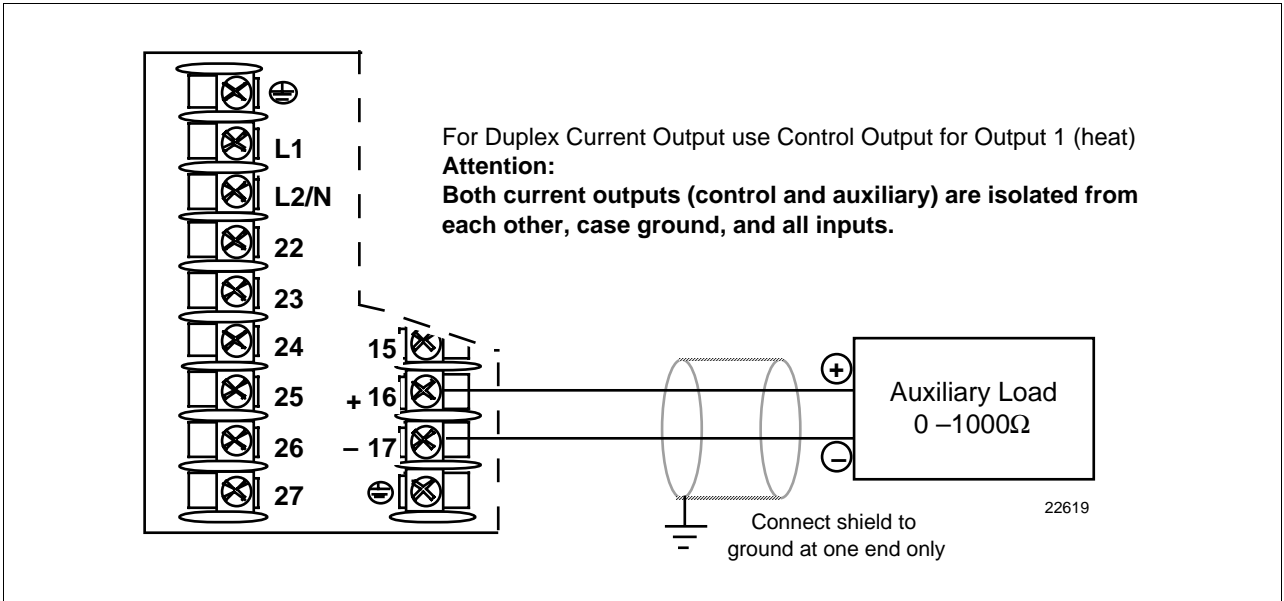 L1
L2/N
22
23
24
25
26
27
15
+ 16
– 17
For Duplex Current Output use Control Output for Output 1 (heat)
Attention:
Both current outputs (control and auxiliary) are isolated from
each other, case ground, and all inputs.
+
–
Auxiliary Load
0 –1000Ω
22619
Connect shield to
ground at one end only